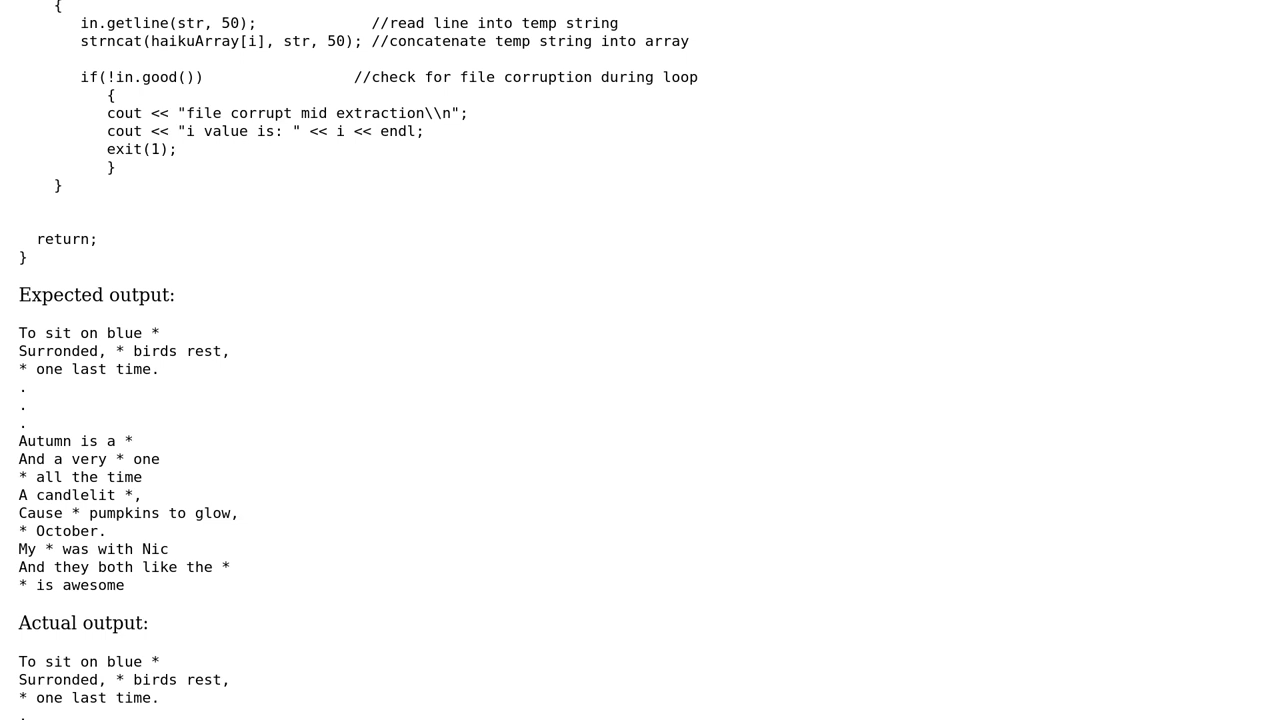 {
in.getline(str, 50);             //read line into temp string
strncat(haikuArray[i], str, 50); //concatenate temp string into array
if(!in.good())                 //check for file corruption during loop
{
cout << "file corrupt mid extraction\\n";
cout << "i value is: " << i << endl;
exit(1);
}
}
return;
}
Expected output:
To sit on blue *
Surronded, * birds rest,
* one last time.
.
.
.
Autumn is a *
And a very * one
* all the time
A candlelit *,
Cause * pumpkins to glow,
* October.
My * was with Nic
And they both like the *
* is awesome
Actual output:
To sit on blue *
Surronded, * birds rest,
* one last time.
.